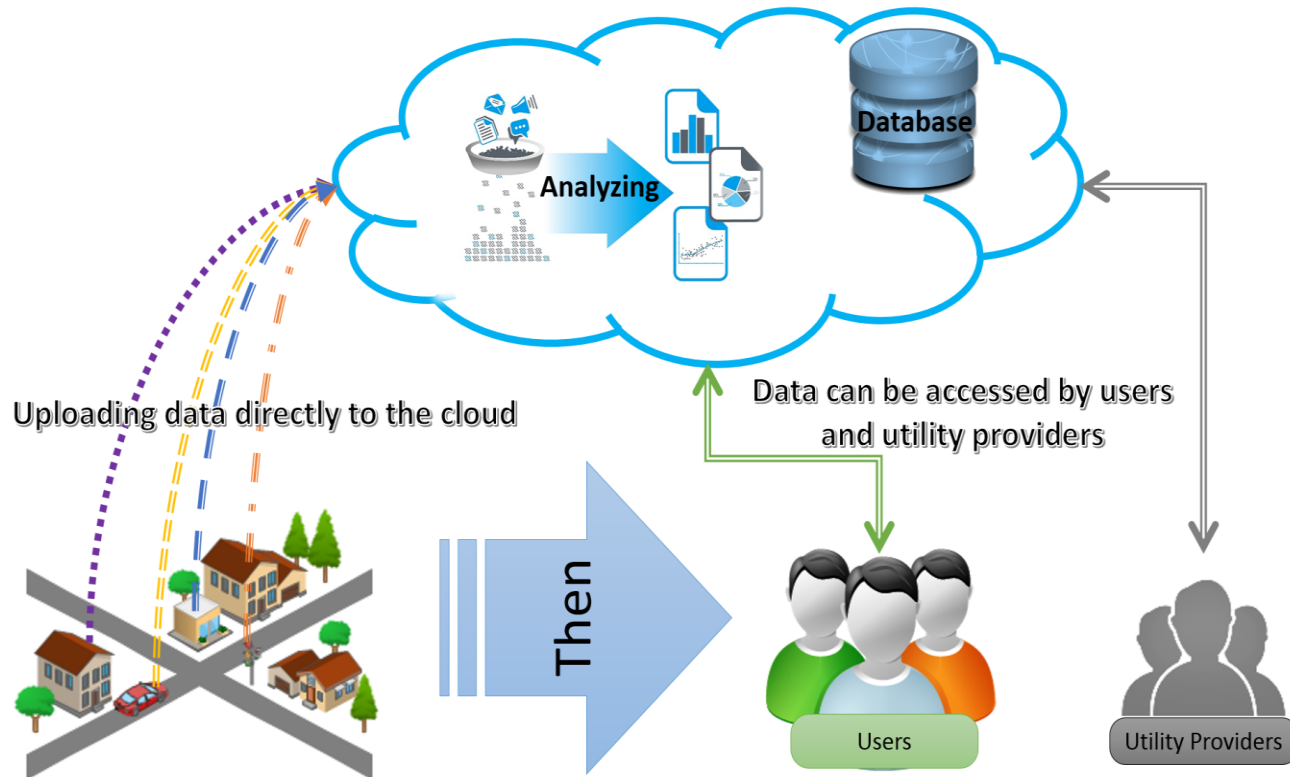 Analyzing
Database
Uploading data directly to the cloud
Data can be accessed by users
and utility providers
Then
Users
Utility Providers